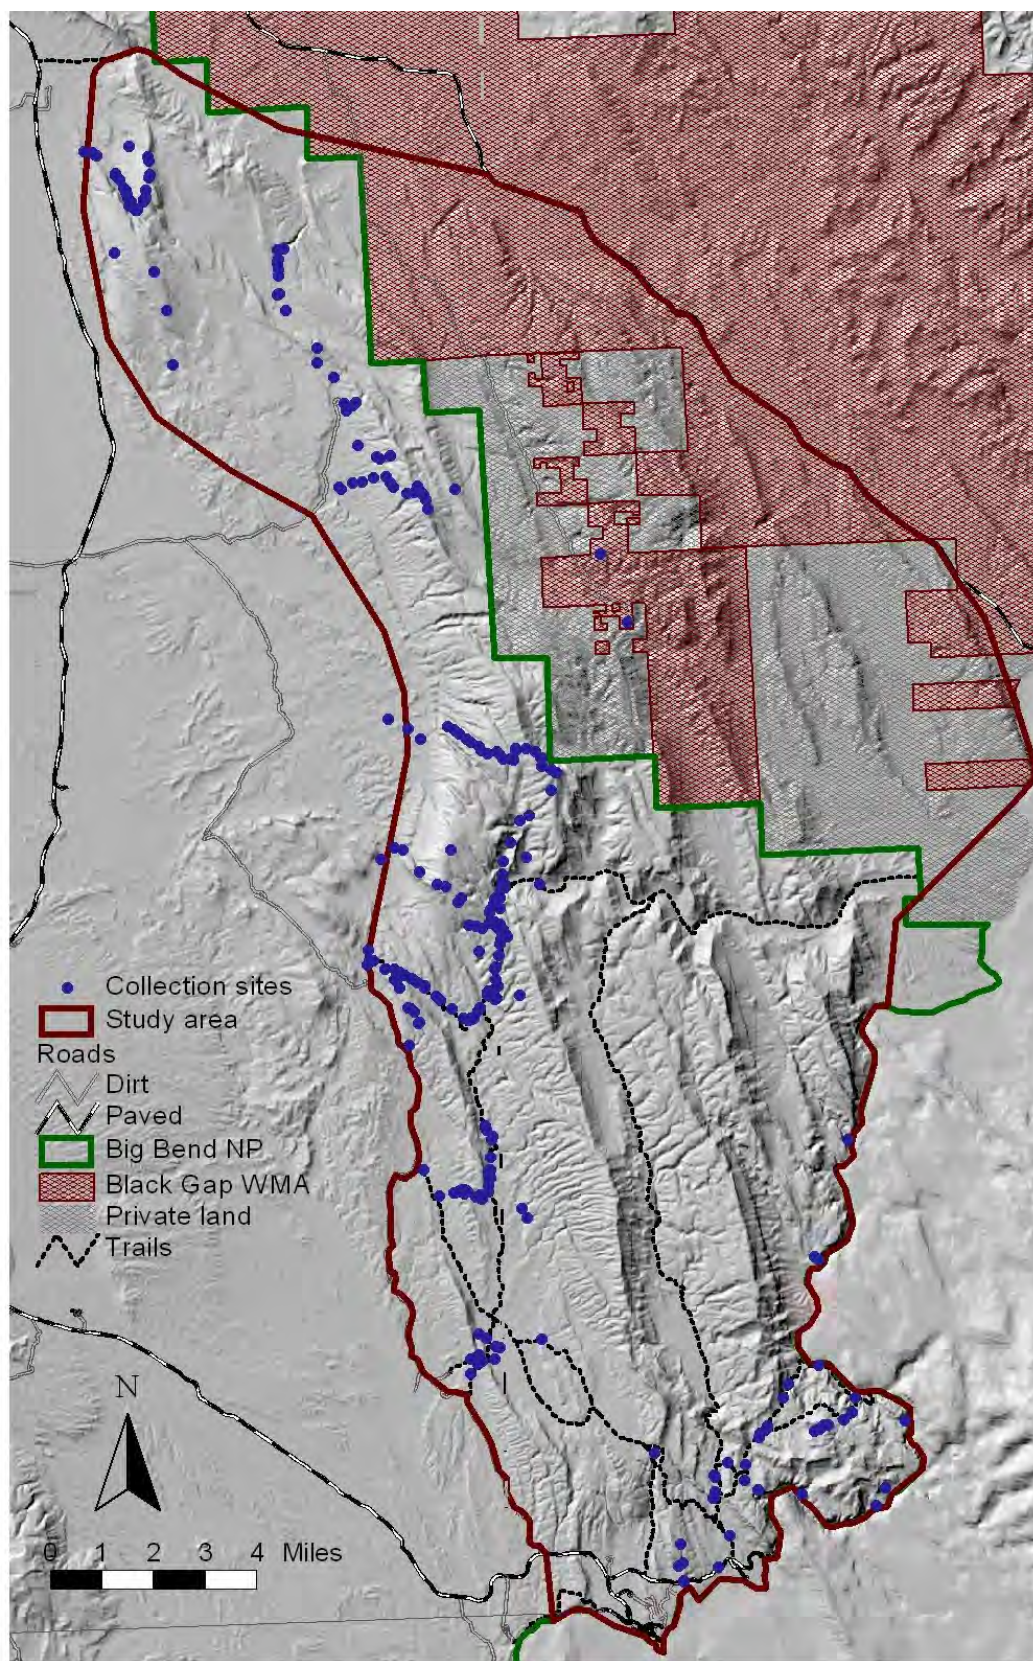 Collection sites
Study area
Roads
Dirt
Paved
Big Bend NP
Black Gap WMA
Private land
Trails
N
0 1 2 3 4 Miles